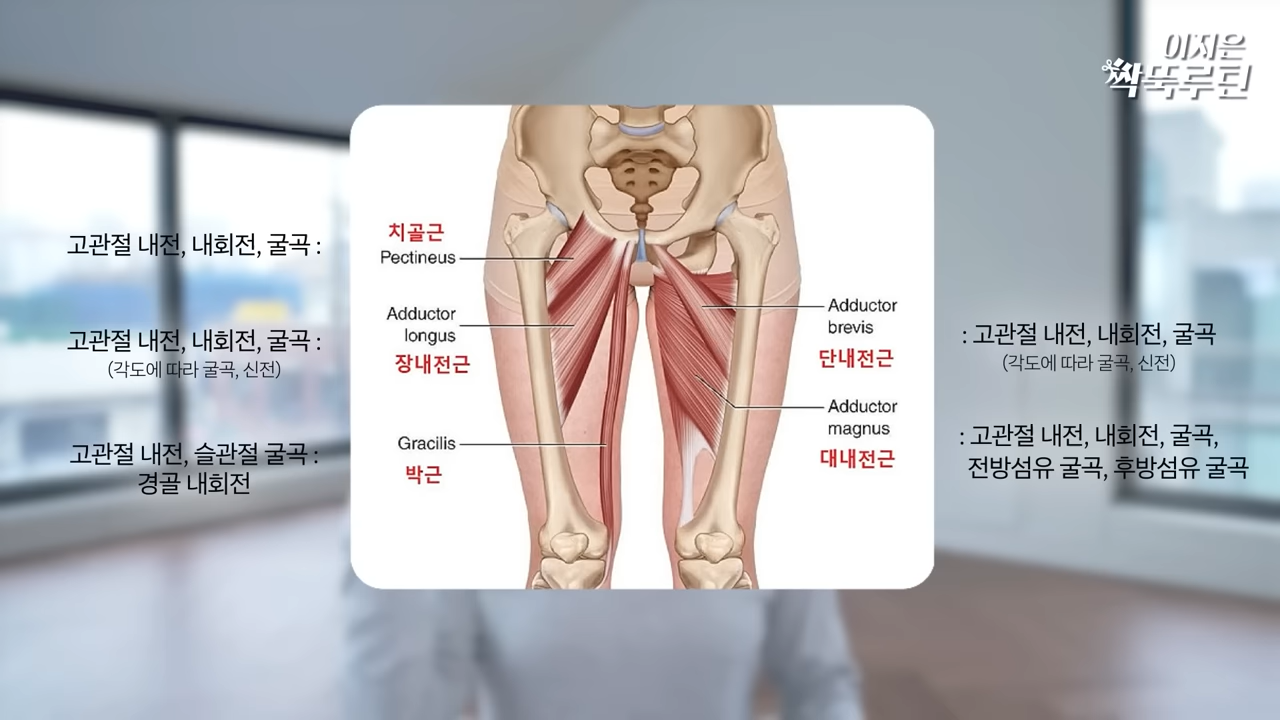 이지은
싹뚝루틴
고관절 내전, 내회전, 굴곡 :
고관절 내전, 내회전, 굴곡 :
(각도에 따라 굴곡, 신전)
고관절 내전, 슬관절 굴곡 :
경골 내회전
치골근
Pectineus
Adductor
longus
장내전근
Gracilis
박근
Adductor
brevis
단내전근
Adductor
magnus
대내전근
: 고관절 내전, 내회전, 굴곡
(각도에 따라 굴곡, 신전)
: 고관절 내전, 내회전, 굴곡,
전방섬유 굴곡, 후방섬유 굴곡